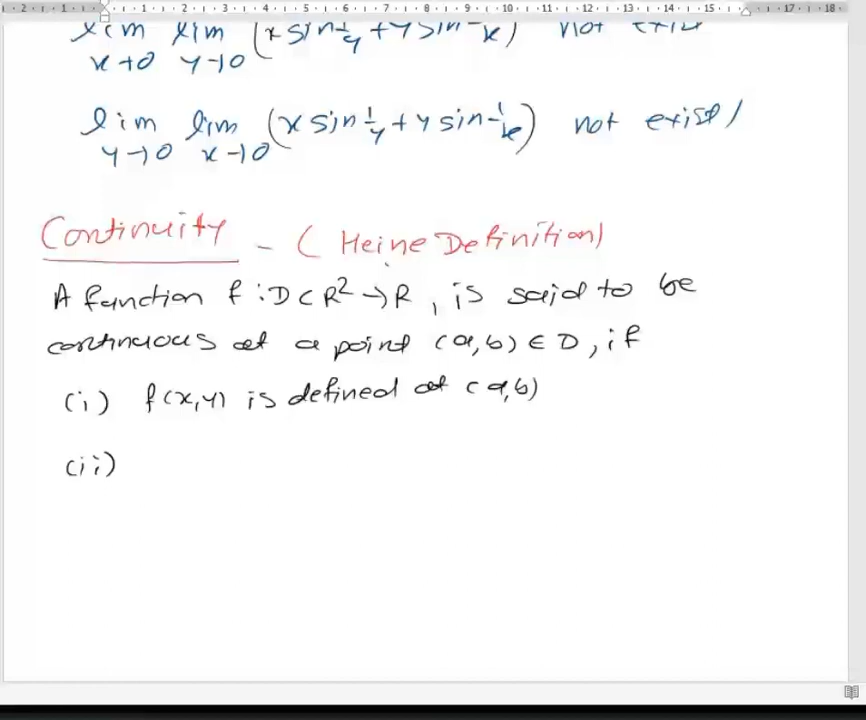 lim lim (x sin 1/y + y sin 1/x) not exist
x→0 y→0
lim lim (x sin 1/y + y sin 1/x) not exist/
y→0 x→0
Continuity - (Heine Definition)
A function f : D ⊂ R² → R, is said to be
continuous at a point (a,b) ∈ D, if
(i) f(x,y) is defined at (a,b)
(ii)